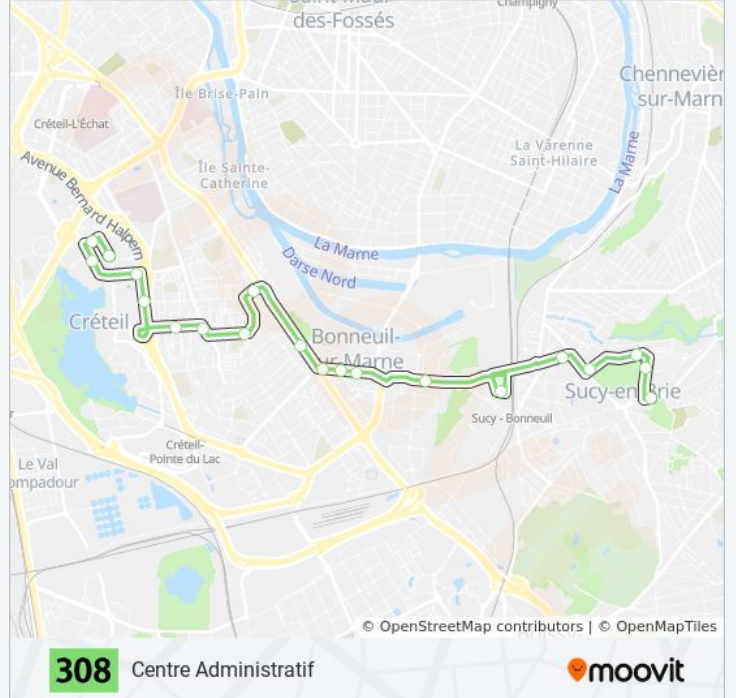 Champigny
Saint-Maur-
des-Fossés
Chennevièr
sur-Marn
Île Brise-Pain
Créteil-L'Échat
La Varenne
Saint-Hilaire
Avenue Bernard Halpern
Île Sainte-
Catherine
La Marne
La Marne
Darse Nord
Créteil
Bonneuil-
sur-Marne
Sucy-en-Brie
Sucy - Bonneuil
Créteil-
Pointe du Lac
Le Val
ompadour
© OpenStreetMap contributors | © OpenMapTiles
308 Centre Administratif
moovit